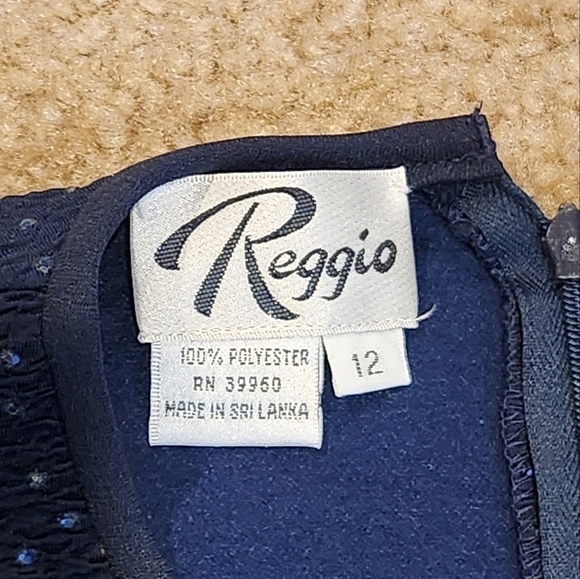 Reggio
100% POLYESTER
RN 39960
MADE IN SRI LANKA
12